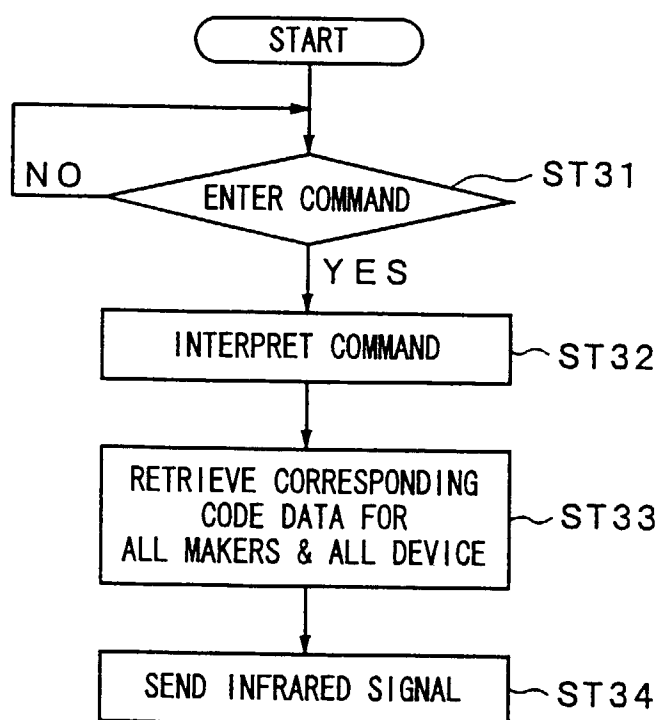 START
NO
ENTER COMMAND
ST31
YES
INTERPRET COMMAND
ST32
RETRIEVE CORRESPONDING
CODE DATA FOR
ALL MAKERS & ALL DEVICE
ST33
SEND INFRARED SIGNAL
ST34